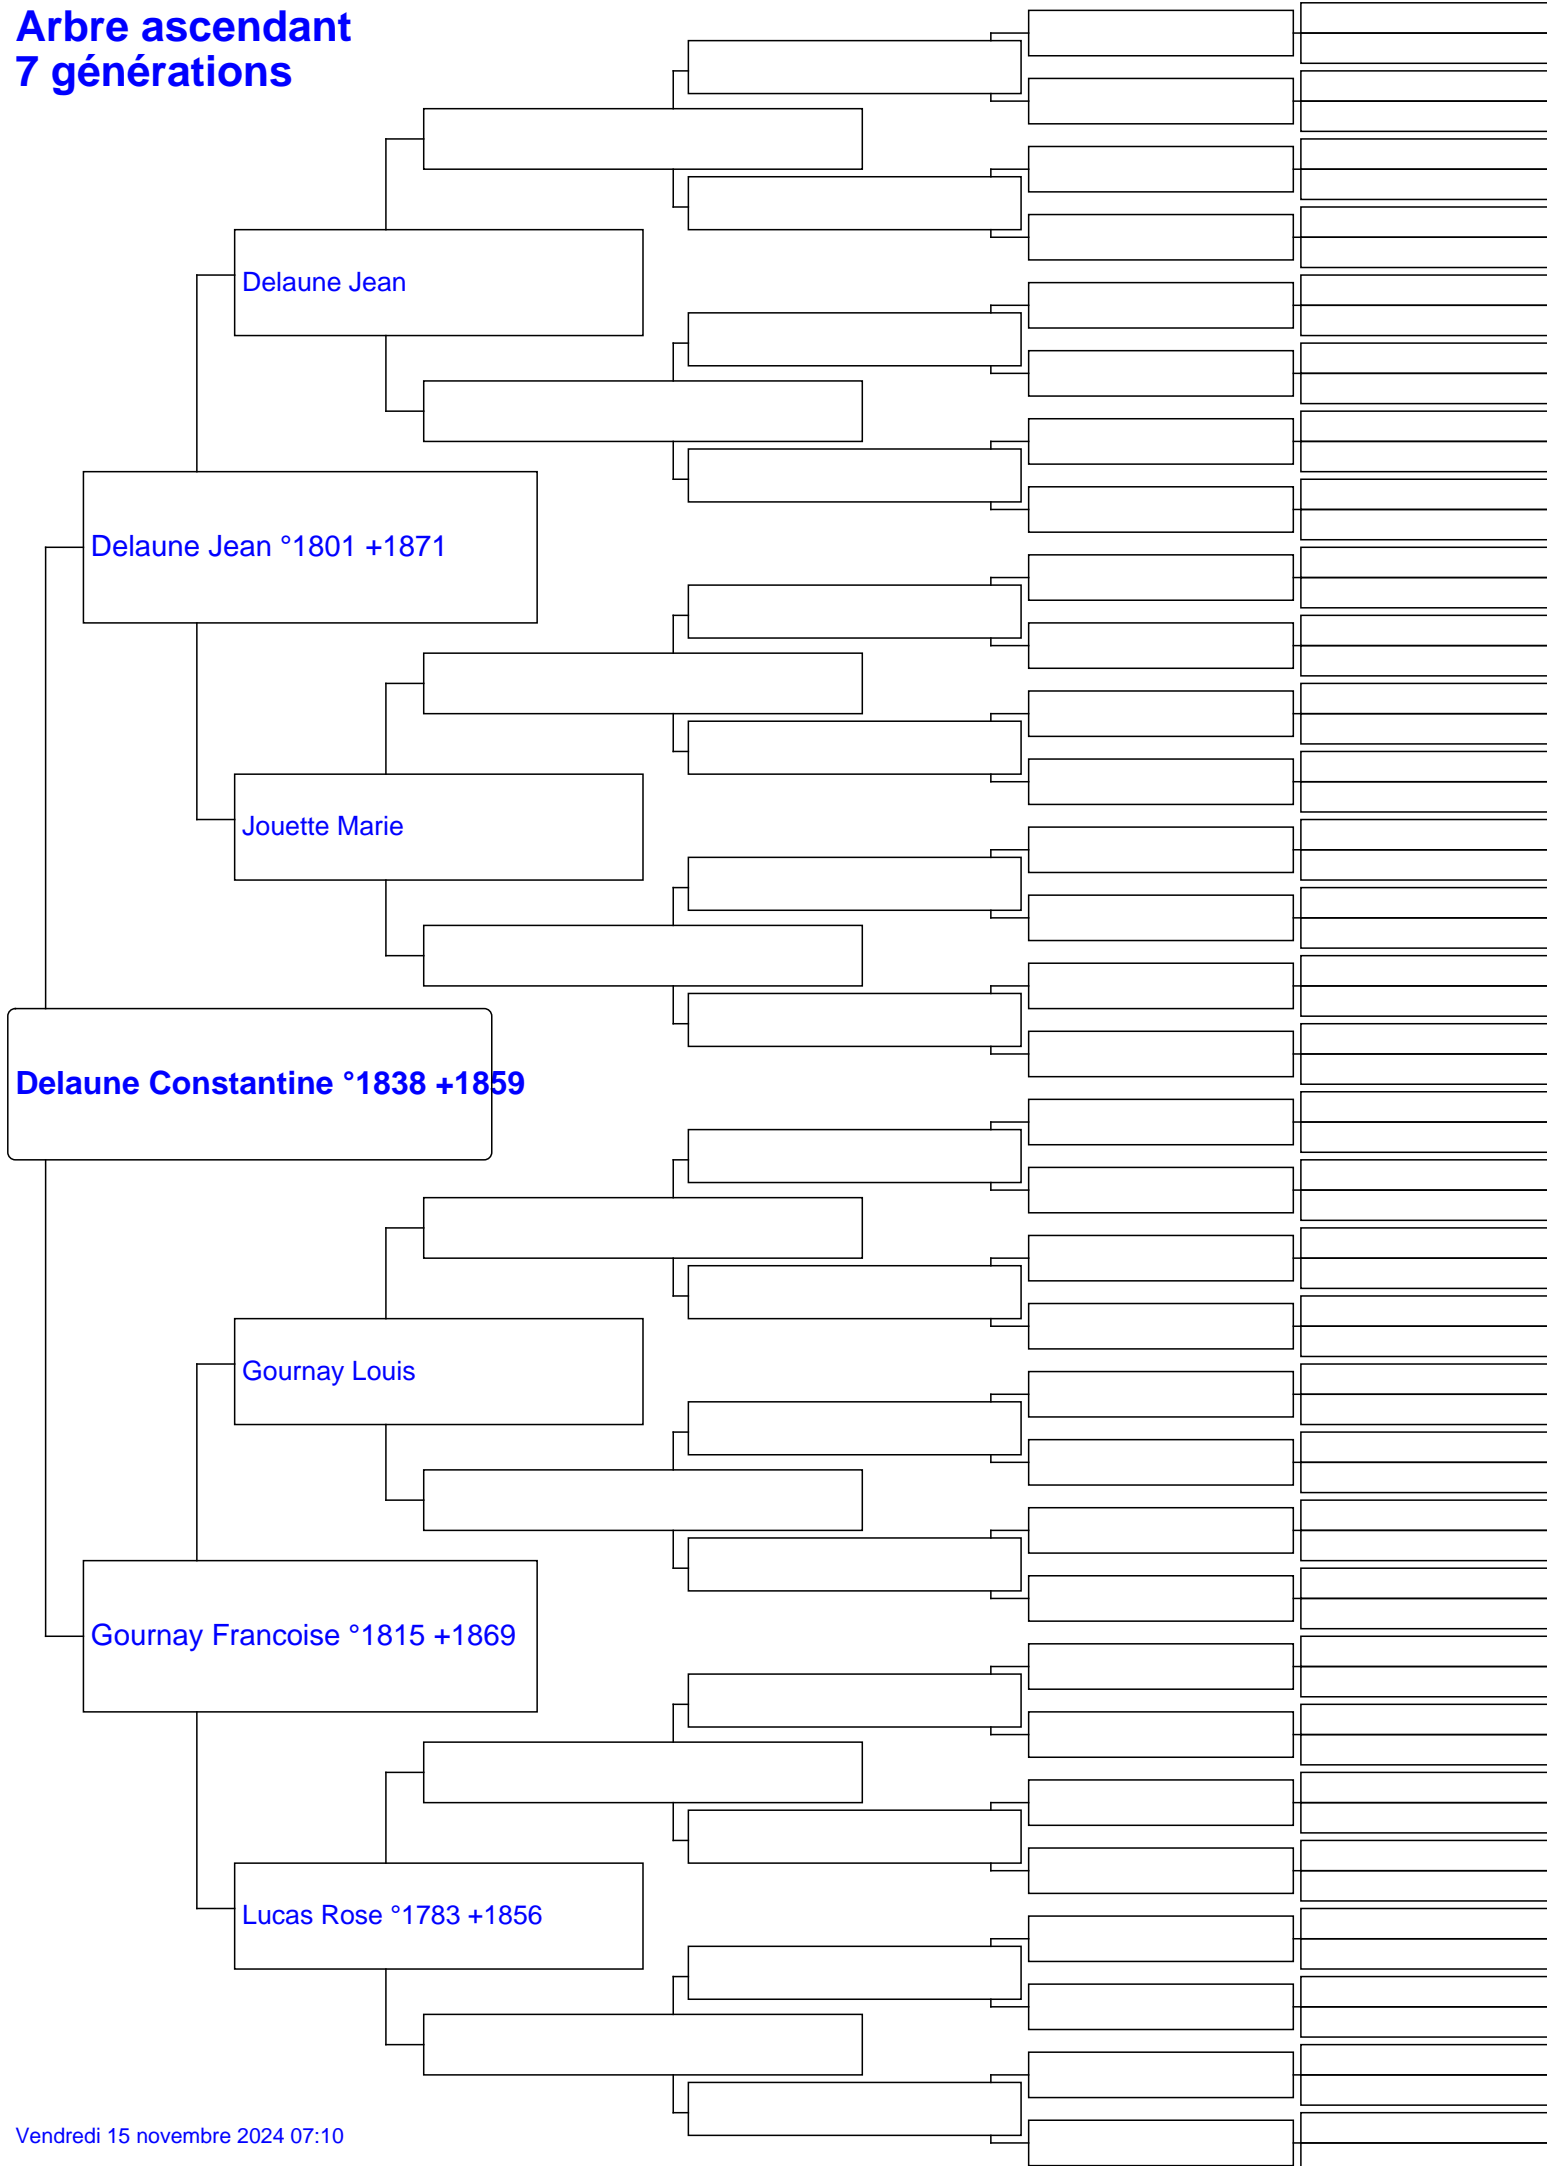 Arbre ascendant
7 générations
Delaune Jean
Delaune Jean °1801 +1871
Jouette Marie
Delaune Constantine °1838 +1859
Gournay Louis
Gournay Francoise °1815 +1869
Lucas Rose °1783 +1856
Vendredi 15 novembre 2024 07:10